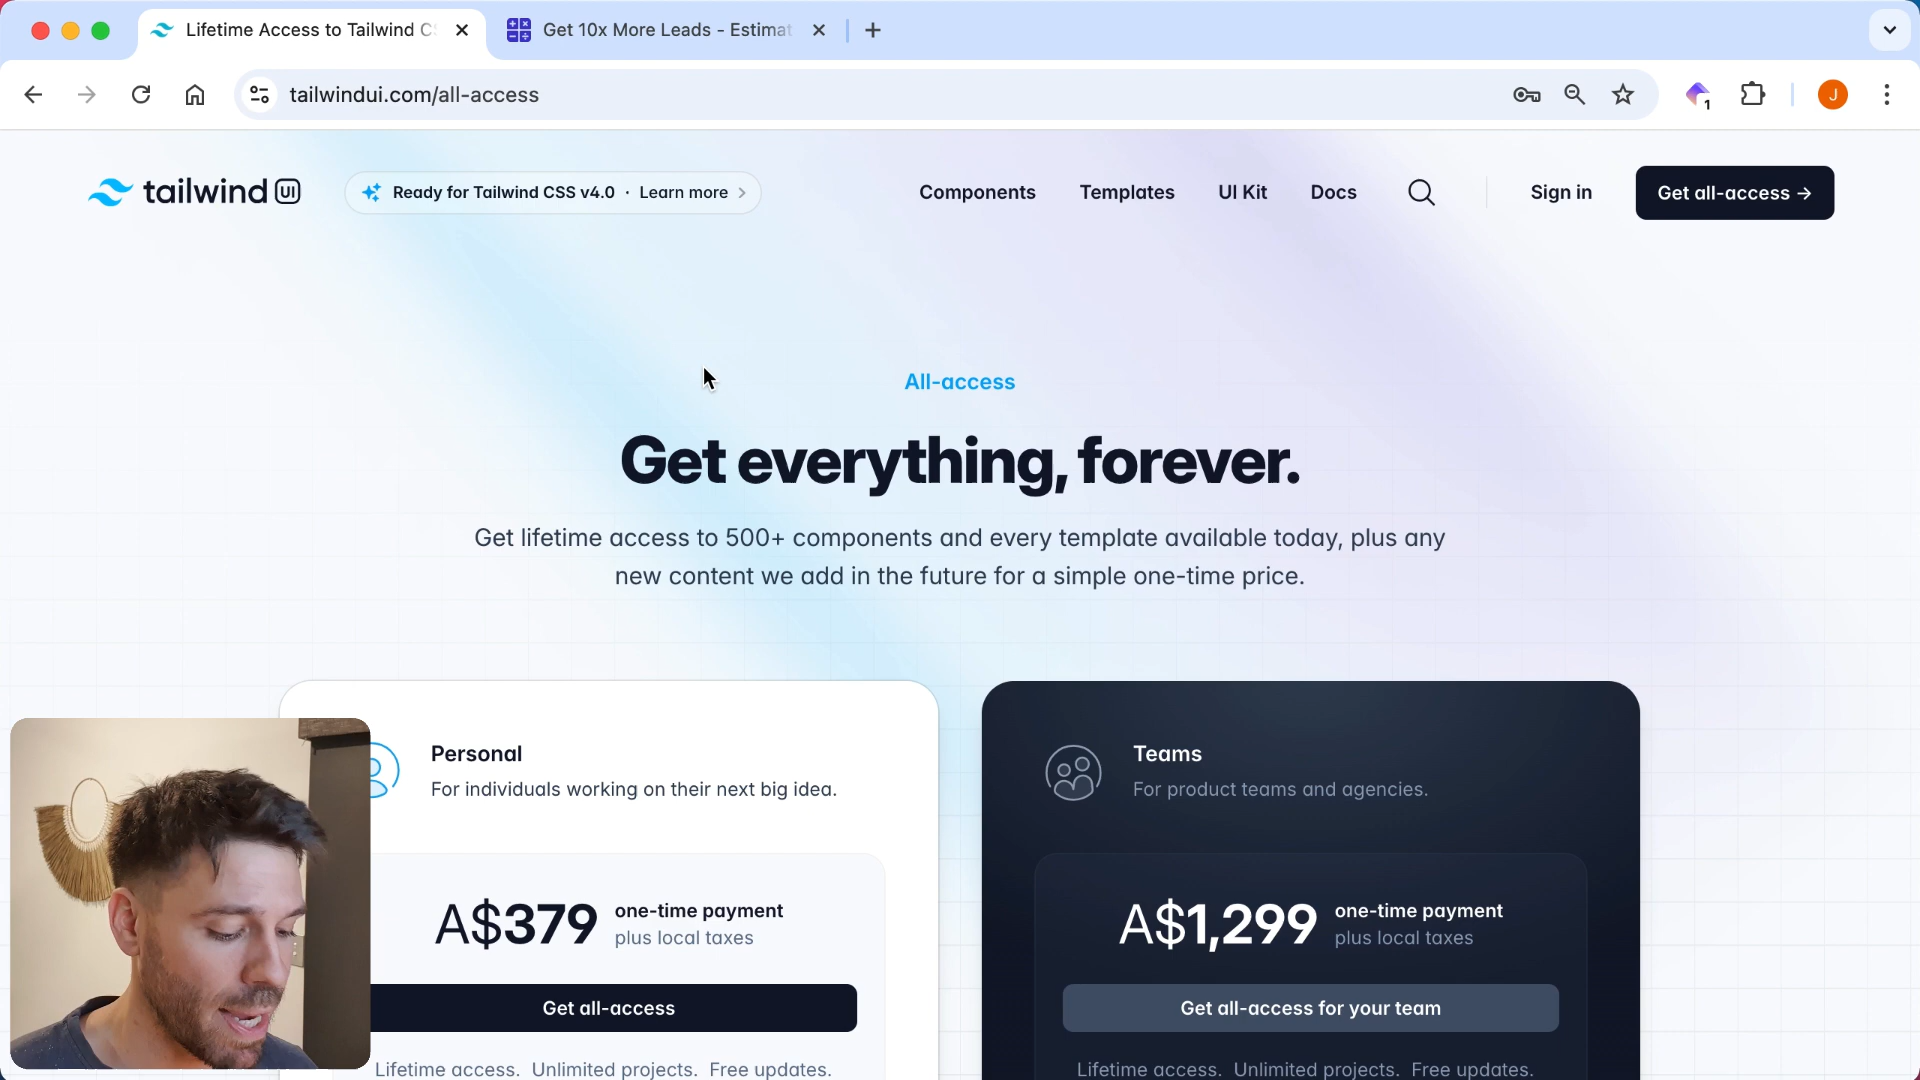 Lifetime Access to Tailwind CS
Get 10x More Leads - Estimat
tailwindui.com/all-access
1
J
tailwind UI
Ready for Tailwind CSS v4.0 · Learn more
Components
Templates
UI Kit
Docs
Sign in
Get all-access →
All-access
Get everything, forever.
Get lifetime access to 500+ components and every template available today, plus any
new content we add in the future for a simple one-time price.
Personal
For individuals working on their next big idea.
A$379 one-time payment
plus local taxes
Get all-access
Lifetime access. Unlimited projects. Free updates.
Teams
For product teams and agencies.
A$1,299 one-time payment
plus local taxes
Get all-access for your team
Lifetime access. Unlimited projects. Free updates.